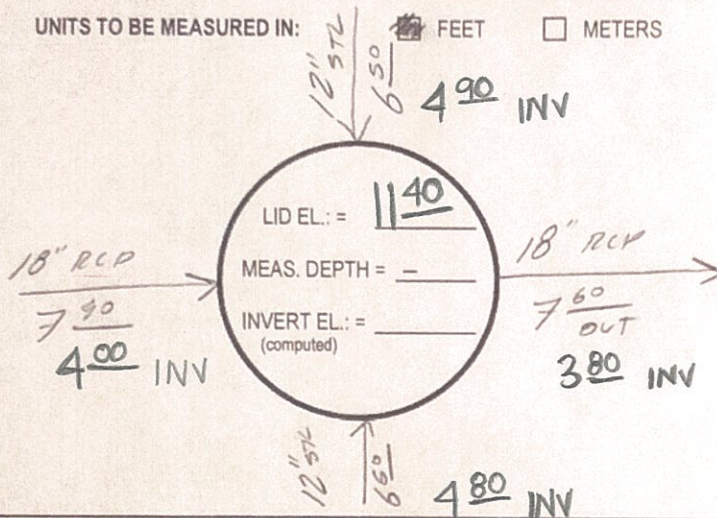 UNITS TO BE MEASURED IN: FEET METERS
12" STL
6 50
4 90 INV
LID EL.: = 11 40
MEAS. DEPTH = –
INVERT EL.: =
(computed)
18" RCP
7 40
4 00 INV
18" RCP
7 60
OUT
3 80 INV
12" STL
6 60
4 80 INV